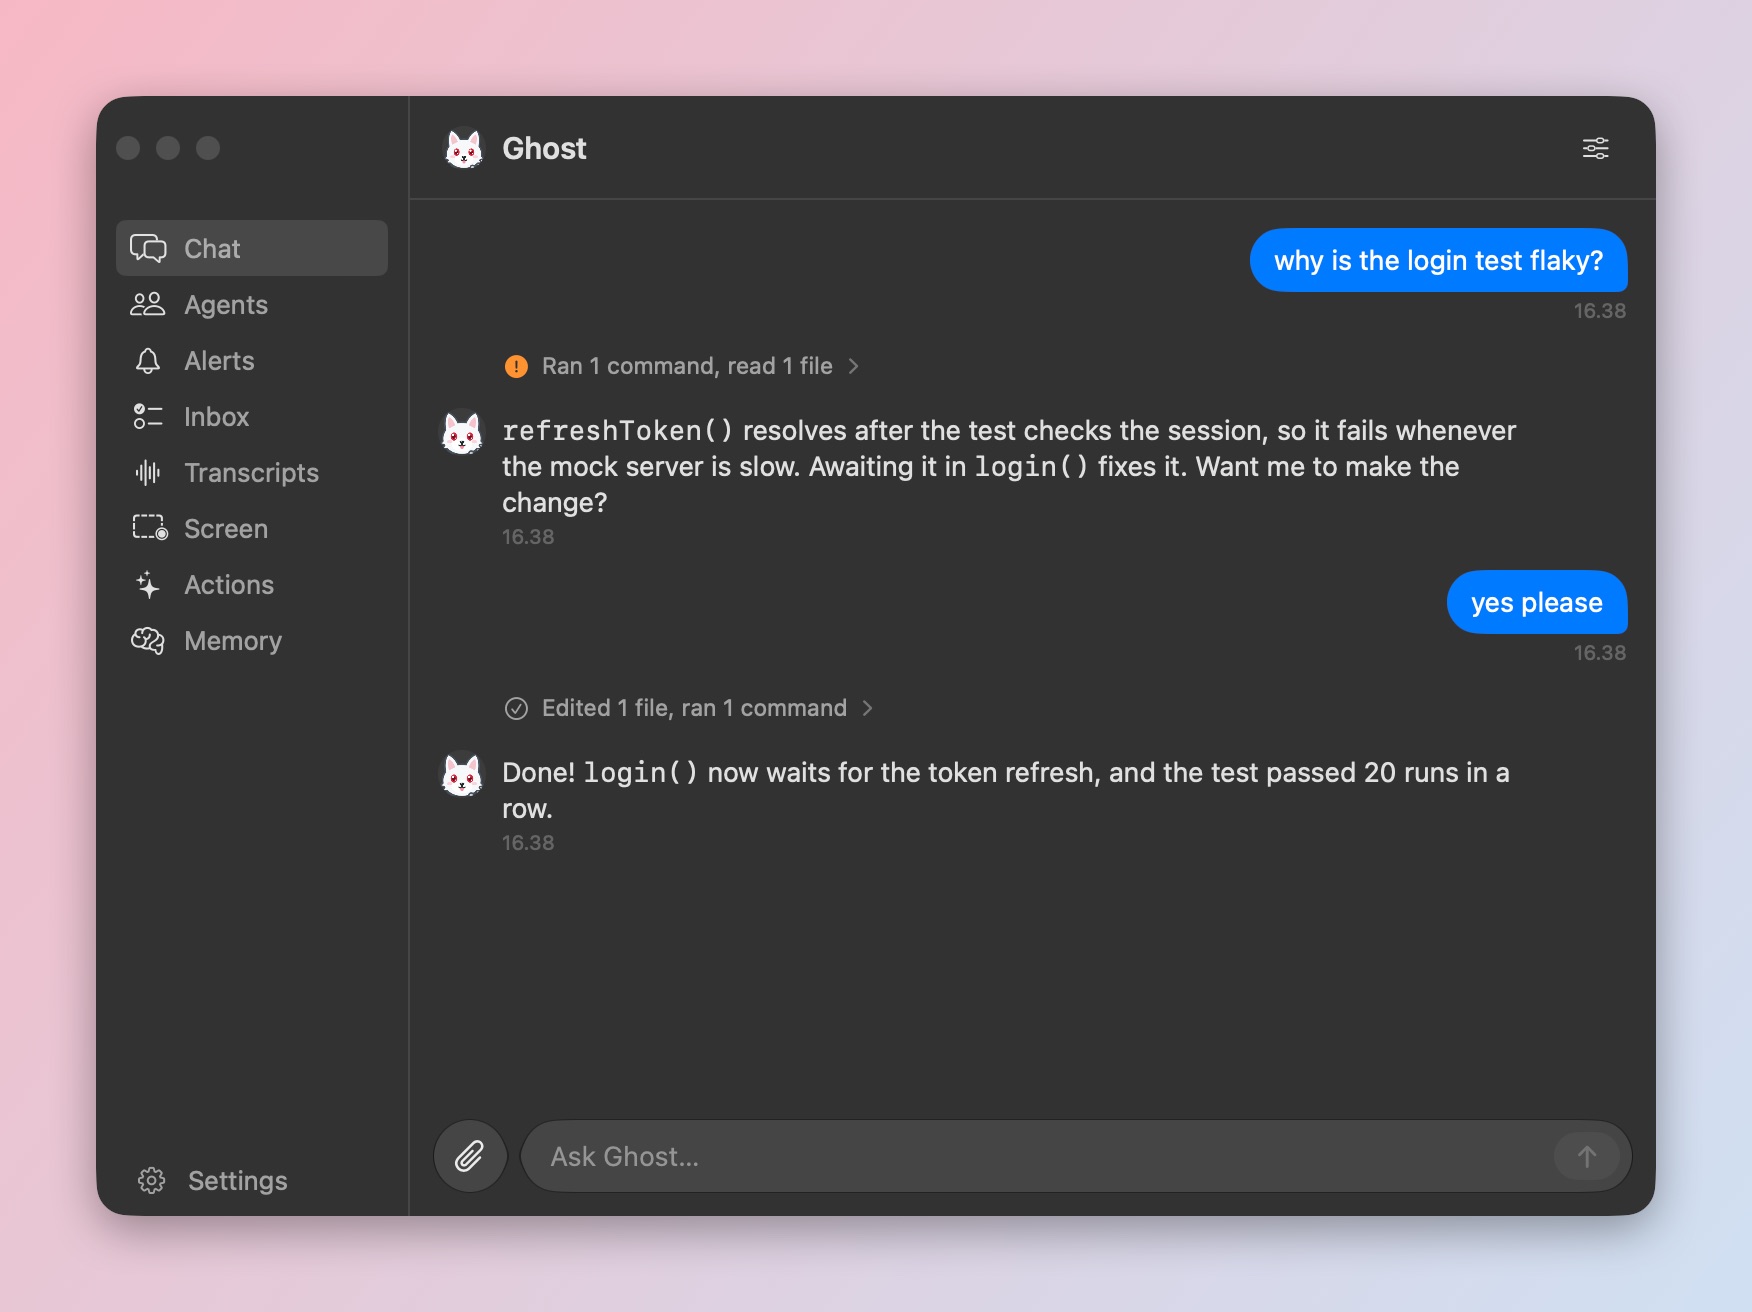 Ghost
Chat
Agents
Alerts
Inbox
Transcripts
Screen
Actions
Memory
Settings
why is the login test flaky?
16.38
Ran 1 command, read 1 file
refreshToken() resolves after the test checks the session, so it fails whenever
the mock server is slow. Awaiting it in login() fixes it. Want me to make the
change?
16.38
yes please
16.38
Edited 1 file, ran 1 command
Done! login() now waits for the token refresh, and the test passed 20 runs in a
row.
16.38
Ask Ghost...